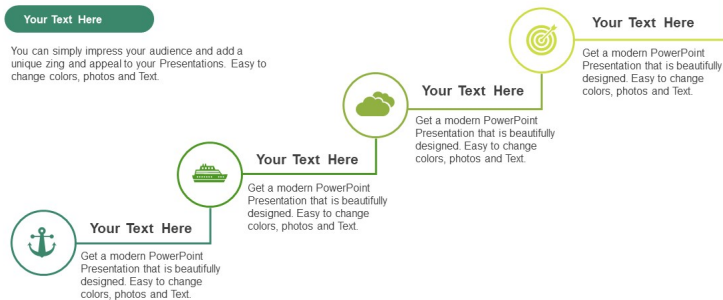 Your Text Here
You can simply impress your audience and add a
unique zing and appeal to your Presentations. Easy to
change colors, photos and Text.
Your Text Here
Get a modern PowerPoint
Presentation that is beautifully
designed. Easy to change
colors, photos and Text.
Your Text Here
Get a modern PowerPoint
Presentation that is beautifully
designed. Easy to change
colors, photos and Text.
Your Text Here
Get a modern PowerPoint
Presentation that is beautifully
designed. Easy to change
colors, photos and Text.
Your Text Here
Get a modern PowerPoint
Presentation that is beautifully
designed. Easy to change
colors, photos and Text.